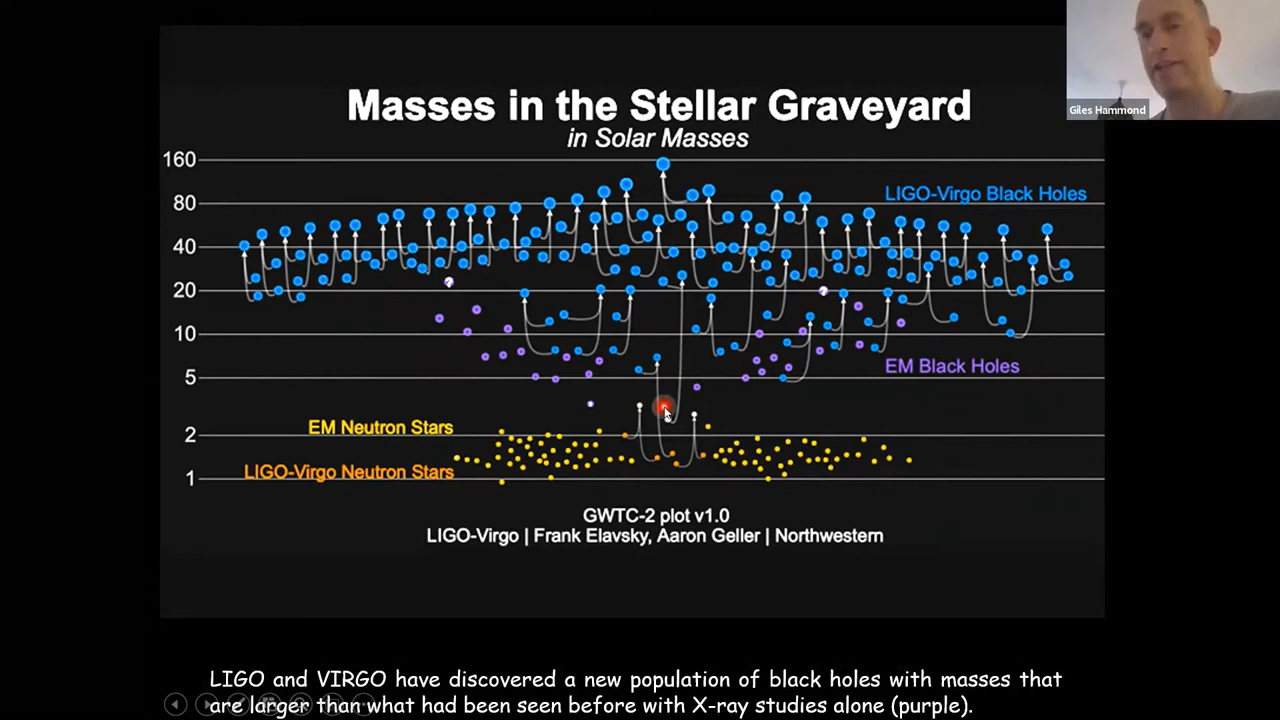 Giles Hammond
Masses in the Stellar Graveyard
in Solar Masses
160
80
LIGO-Virgo Black Holes
40
20
10
5
EM Black Holes
EM Neutron Stars
2
LIGO-Virgo Neutron Stars
1
GWTC-2 plot v1.0
LIGO-Virgo | Frank Elavsky, Aaron Geller | Northwestern
LIGO and VIRGO have discovered a new population of black holes with masses that
are larger than what had been seen before with X-ray studies alone (purple).